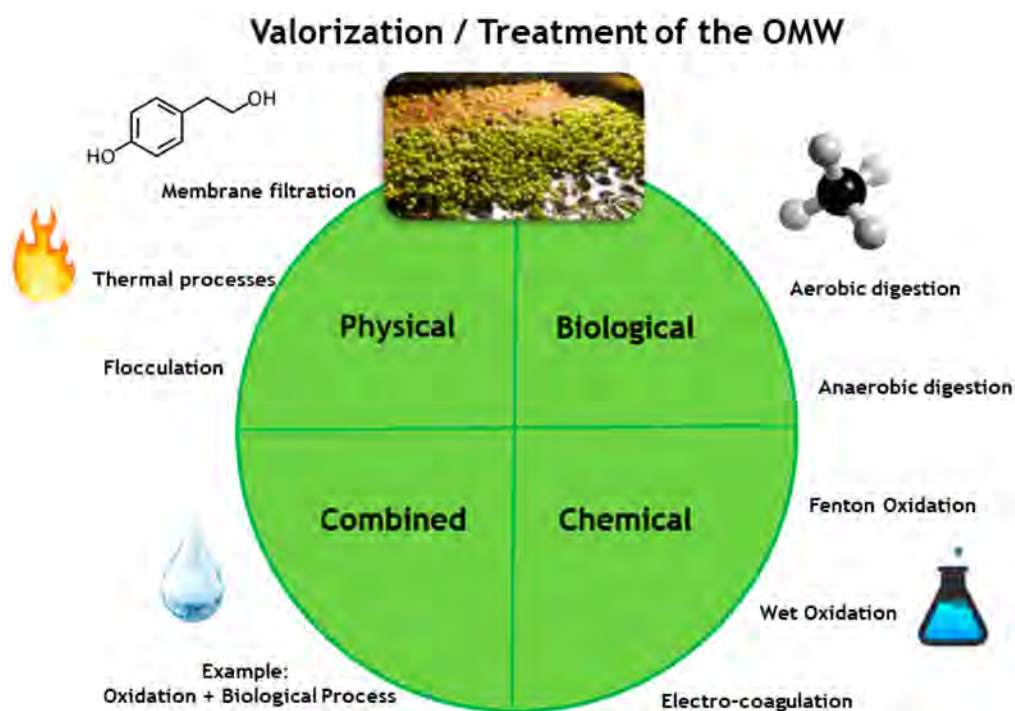 Valorization / Treatment of the OMW
OH
HO
Membrane filtration
Thermal processes
Flocculation
Physical
Biological
Aerobic digestion
Anaerobic digestion
Combined
Chemical
Fenton Oxidation
Wet Oxidation
Electro-coagulation
Example:
Oxidation + Biological Process